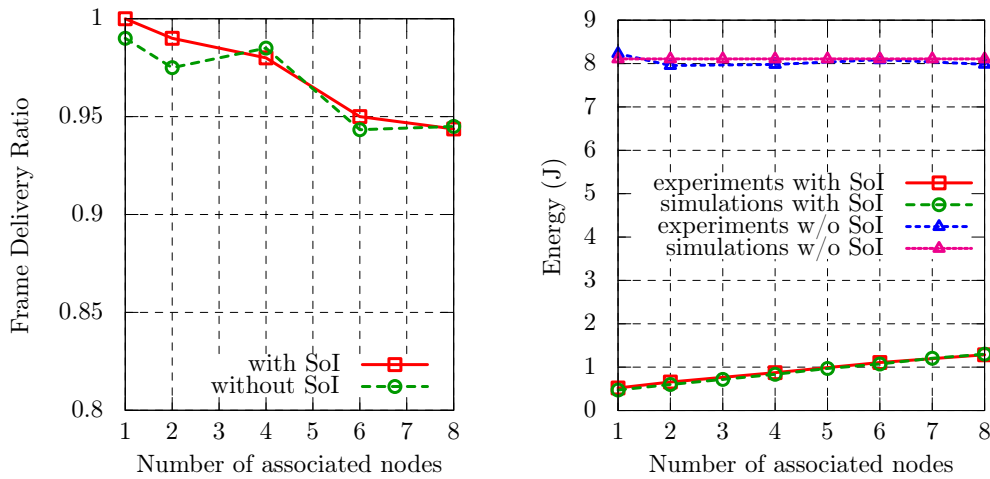 Frame Delivery Ratio
1
0.95
0.9
0.85
0.8
with SoI
without SoI
1 2 3 4 5 6 7 8
Number of associated nodes
Energy (J)
9
8
7
6
5
4
3
2
1
0
experiments with SoI
simulations with SoI
experiments w/o SoI
simulations w/o SoI
1 2 3 4 5 6 7 8
Number of associated nodes